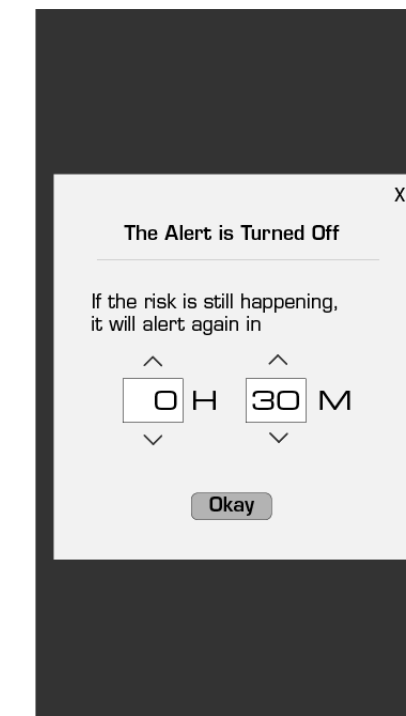 X
The Alert is Turned Off
If the risk is still happening,
it will alert again in
0 H 30 M
Okay